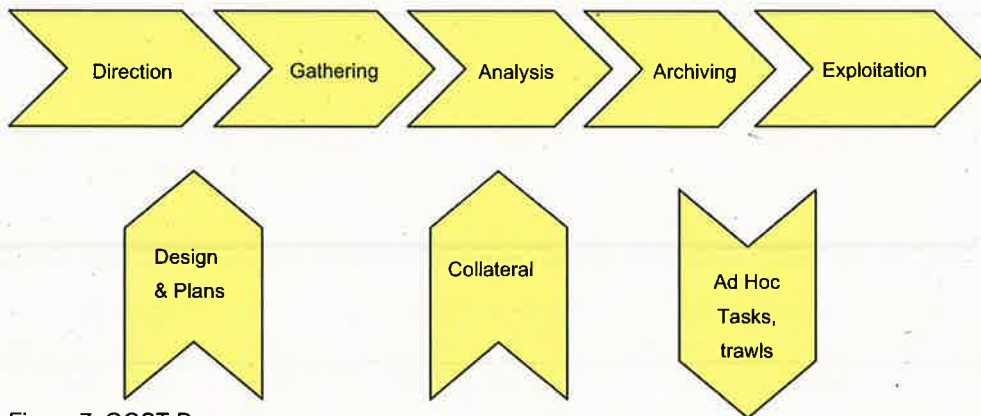 Direction
Gathering
Analysis
Archiving
Exploitation
Design
& Plans
Collateral
Ad Hoc
Tasks,
trawls